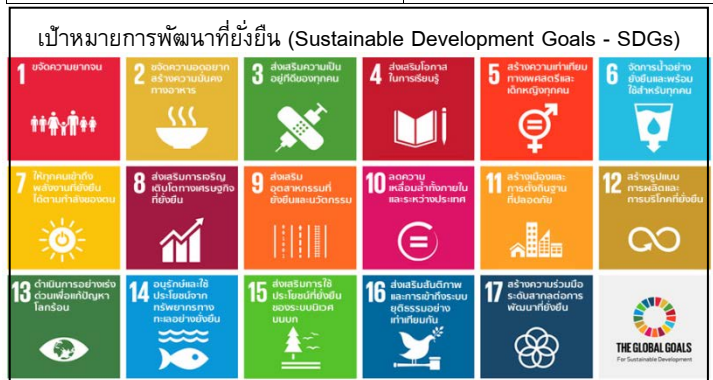 เป้าหมายการพัฒนาที่ยั่งยืน (Sustainable Development Goals - SDGs)
1 ขจัดความยากจน
2 ขจัดความอดอยาก
สร้างความมั่นคง
ทางอาหาร
3 ส่งเสริมความเป็น
อยู่ที่ดีของทุกคน
4 ส่งเสริมโอกาส
ในการเรียนรู้
5 สร้างความเท่าเทียม
ทางเพศสตรีและ
เด็กหญิงทุกคน
6 จัดการน้ำอย่าง
ยั่งยืนและพร้อม
ใช้สำหรับทุกคน
7 ให้ทุกคนเข้าถึง
พลังงานที่ยั่งยืน
ได้ตามกำลังของตน
8 ส่งเสริมการเจริญ
เติบโตทางเศรษฐกิจ
ที่ยั่งยืน
9 ส่งเสริม
อุตสาหกรรมที่
ยั่งยืนและนวัตกรรม
10 ลดความ
เหลื่อมล้ำทั้งภายใน
และระหว่างประเทศ
11 สร้างเมืองและ
การตั้งถิ่นฐาน
ที่ปลอดภัย
12 สร้างรูปแบบ
การผลิตและ
การบริโภคที่ยั่งยืน
13 ดำเนินการอย่างเร่ง
ด่วนเพื่อแก้ปัญหา
โลกร้อน
14 อนุรักษ์และใช้
ประโยชน์จาก
ทรัพยากรทาง
ทะเลอย่างยั่งยืน
15 ส่งเสริมการใช้
ประโยชน์ที่ยั่งยืน
ของระบบนิเวศ
บนบก
16 ส่งเสริมสันติภาพ
และการเข้าถึงระบบ
ยุติธรรมอย่าง
เท่าเทียมกัน
17 สร้างความร่วมมือ
ระดับสากลต่อการ
พัฒนาที่ยั่งยืน
THE GLOBAL GOALS
For Sustainable Development